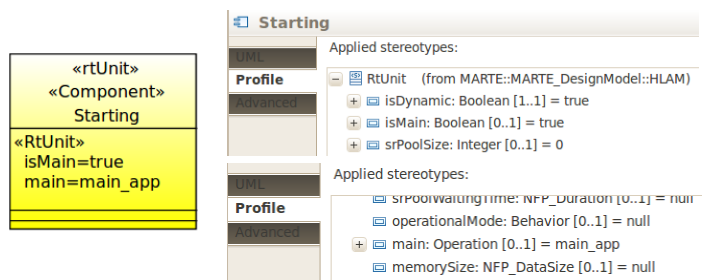 «rtUnit»
«Component»
Starting
«RtUnit»
isMain=true
main=main_app
Starting
UML
Profile
Advanced
Applied stereotypes:
RtUnit (from MARTE::MARTE_DesignModel::HLAM)
isDynamic: Boolean [1..1] = true
isMain: Boolean [0..1] = true
srPoolSize: Integer [0..1] = 0
UML
Profile
Advanced
Applied stereotypes:
srPoolWaitingTime: NFP_Duration [0..1] = null
operationalMode: Behavior [0..1] = null
main: Operation [0..1] = main_app
memorySize: NFP_DataSize [0..1] = null